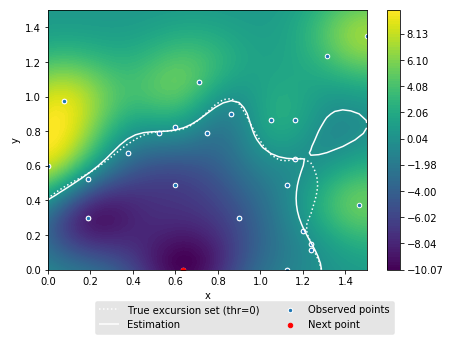 1.4
1.2
1.0
0.8
0.6
0.4
0.2
0.0
y
0.0 0.2 0.4 0.6 0.8 1.0 1.2 1.4
x
8.13
6.10
4.08
2.06
0.04
−1.98
−4.00
−6.02
−8.04
−10.07
True excursion set (thr=0)
Estimation
Observed points
Next point